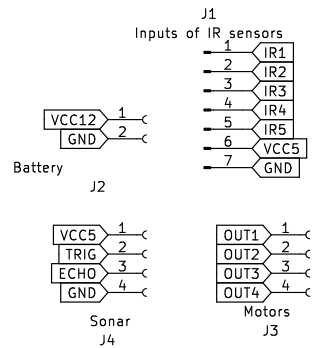 J1
Inputs of IR sensors
1 IR1
2 IR2
3 IR3
4 IR4
5 IR5
6 VCC5
7 GND
VCC12 1
GND 2
Battery
J2
VCC5 1
TRIG 2
ECHO 3
GND 4
Sonar
J4
OUT1 1
OUT2 2
OUT3 3
OUT4 4
Motors
J3